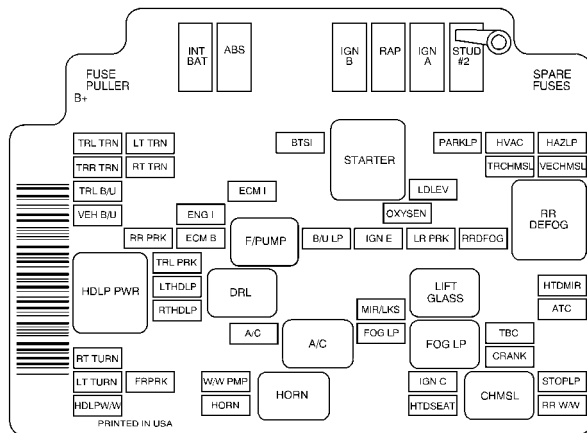 INT BAT
ABS
IGN B
RAP
IGN A
STUD #2
FUSE PULLER
B+
SPARE FUSES
TRL TRN
LT TRN
BTSI
STARTER
PARKLP
HVAC
HAZLP
TRR TRN
RT TRN
TRCHMSL
VECHMSL
TRL B/U
ECM I
LDLEV
RR DEFOG
VEH B/U
ENG I
OXYSEN
RR PRK
ECM B
F/PUMP
B/U LP
IGN E
LR PRK
RRDFOG
HDLP PWR
TRL PRK
LTHDLP
RTHDLP
DRL
LIFT GLASS
HTDMIR
ATC
MIR/LKS
A/C
A/C
FOG LP
FOG LP
TBC
CRANK
RT TURN
LT TURN
FRPRK
W/W PMP
HORN
IGN C
CHMSL
STOPLP
HDLPW/W
HORN
HTDSEAT
RR W/W
PRINTED IN USA